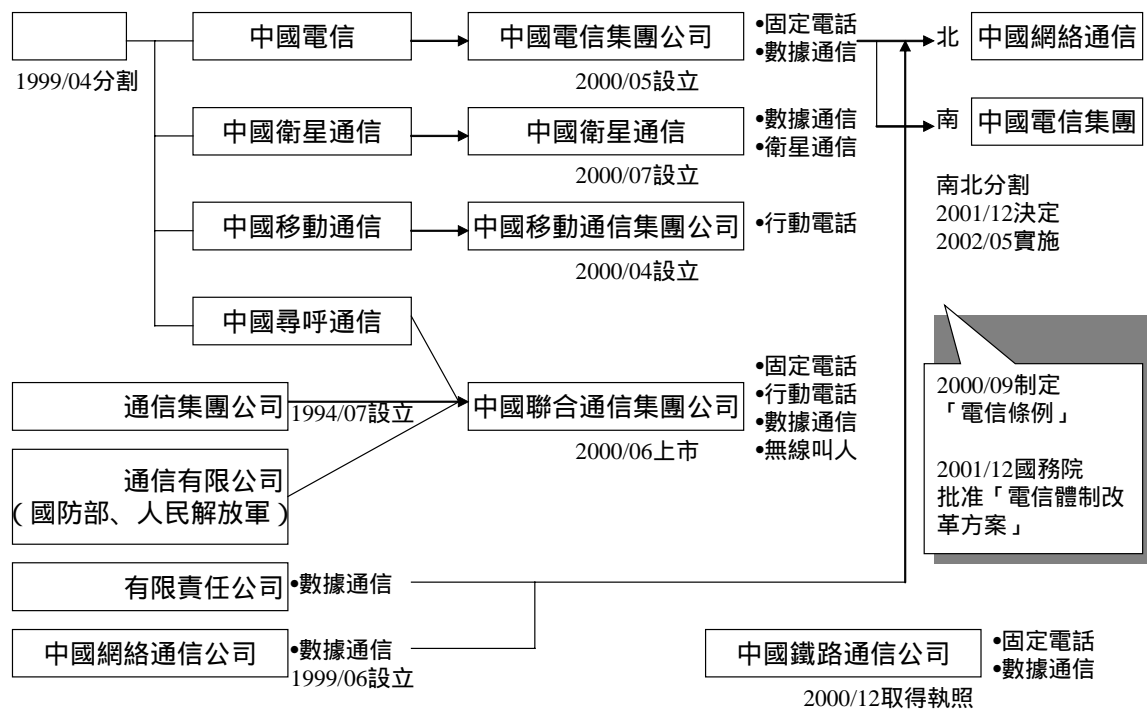 1999/04分割
中國電信
中國電信集團公司
2000/05設立
•固定電話
•數據通信
北
中國網絡通信
南
中國電信集團
南北分割
2001/12決定
2002/05實施
中國衛星通信
中國衛星通信
2000/07設立
•數據通信
•衛星通信
中國移動通信
中國移動通信集團公司
2000/04設立
•行動電話
中國尋呼通信
通信集團公司
1994/07設立
中國聯合通信集團公司
2000/06上市
•固定電話
•行動電話
•數據通信
•無線叫人
通信有限公司
(國防部、人民解放軍)
2000/09制定
「電信條例」
2001/12國務院
批准「電信體制改
革方案」
有限責任公司
•數據通信
中國網絡通信公司
•數據通信
1999/06設立
中國鐵路通信公司
2000/12取得執照
•固定電話
•數據通信